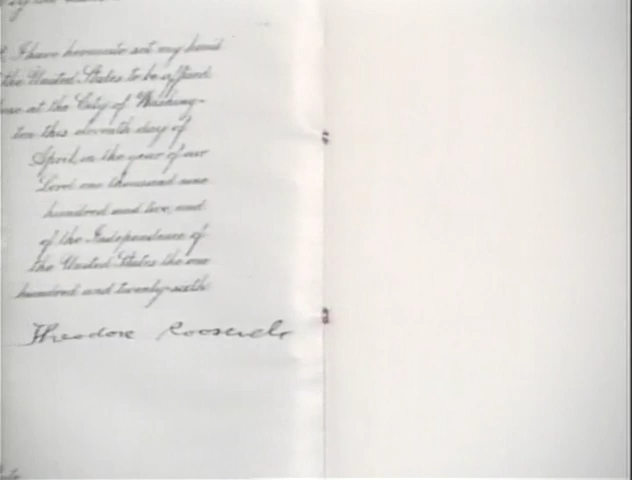 I have hereunto set my hand
the United States to be affixed
at the City of Washing-
ton this eleventh day of
April, in the year of our
Lord one thousand nine
hundred and two, and
of the Independence of
the United States the one
hundred and twenty-sixth
Theodore Roosevelt